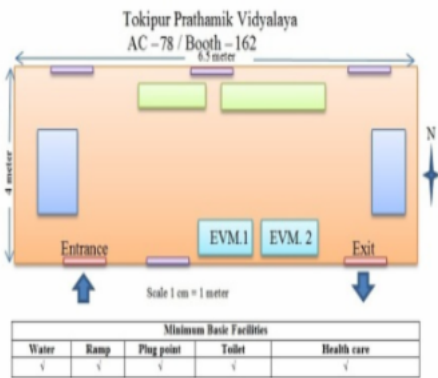 Tokipur Prathamik Vidyalaya
AC – 78 / Booth – 162
6.5 meter
4 meter
N
EVM.1 EVM. 2
Entrance Exit
Scale 1 cm = 1 meter
Minimum Basic Facilities
Water Ramp Plug point Toilet Health care
√ √ √ √ √